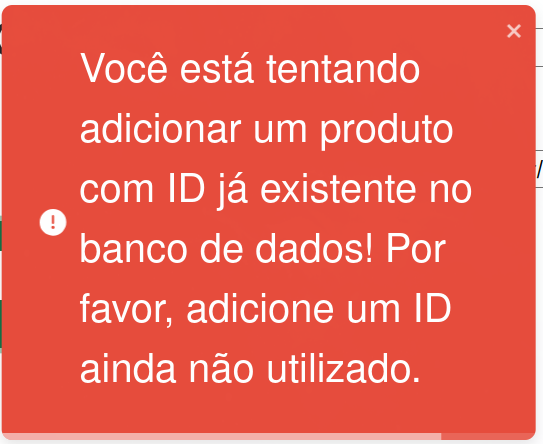 Você está tentando
adicionar um produto
com ID já existente no
banco de dados! Por
favor, adicione um ID
ainda não utilizado.